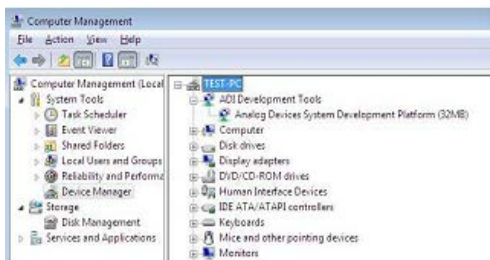 Computer Management
File Action View Help
Computer Management (Local
System Tools
Task Scheduler
Event Viewer
Shared Folders
Local Users and Groups
Reliability and Performa
Device Manager
Storage
Disk Management
Services and Applications
TEST-PC
ADI Development Tools
Analog Devices System Development Platform (32MB)
Computer
Disk drives
Display adapters
DVD/CD-ROM drives
Human Interface Devices
IDE ATA/ATAPI controllers
Keyboards
Mice and other pointing devices
Monitors